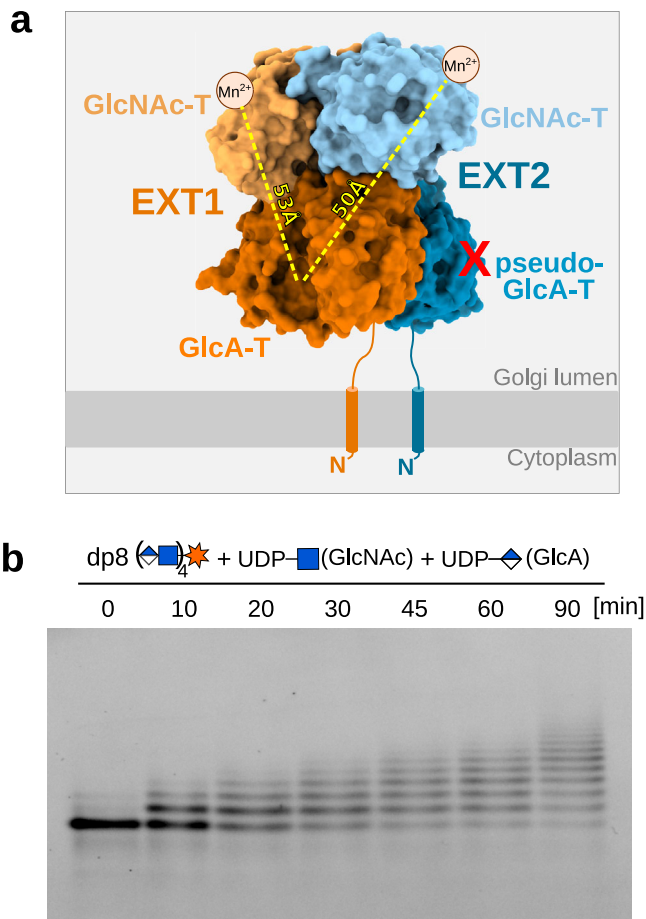 a
Mn²⁺
Mn²⁺
GlcNAc-T
GlcNAc-T
EXT2
EXT1
53Å
50Å
X pseudo-
GlcA-T
GlcA-T
Golgi lumen
N
N
Cytoplasm
b
dp8 ( )4 + UDP (GlcNAc) + UDP (GlcA)
0 10 20 30 45 60 90 [min]